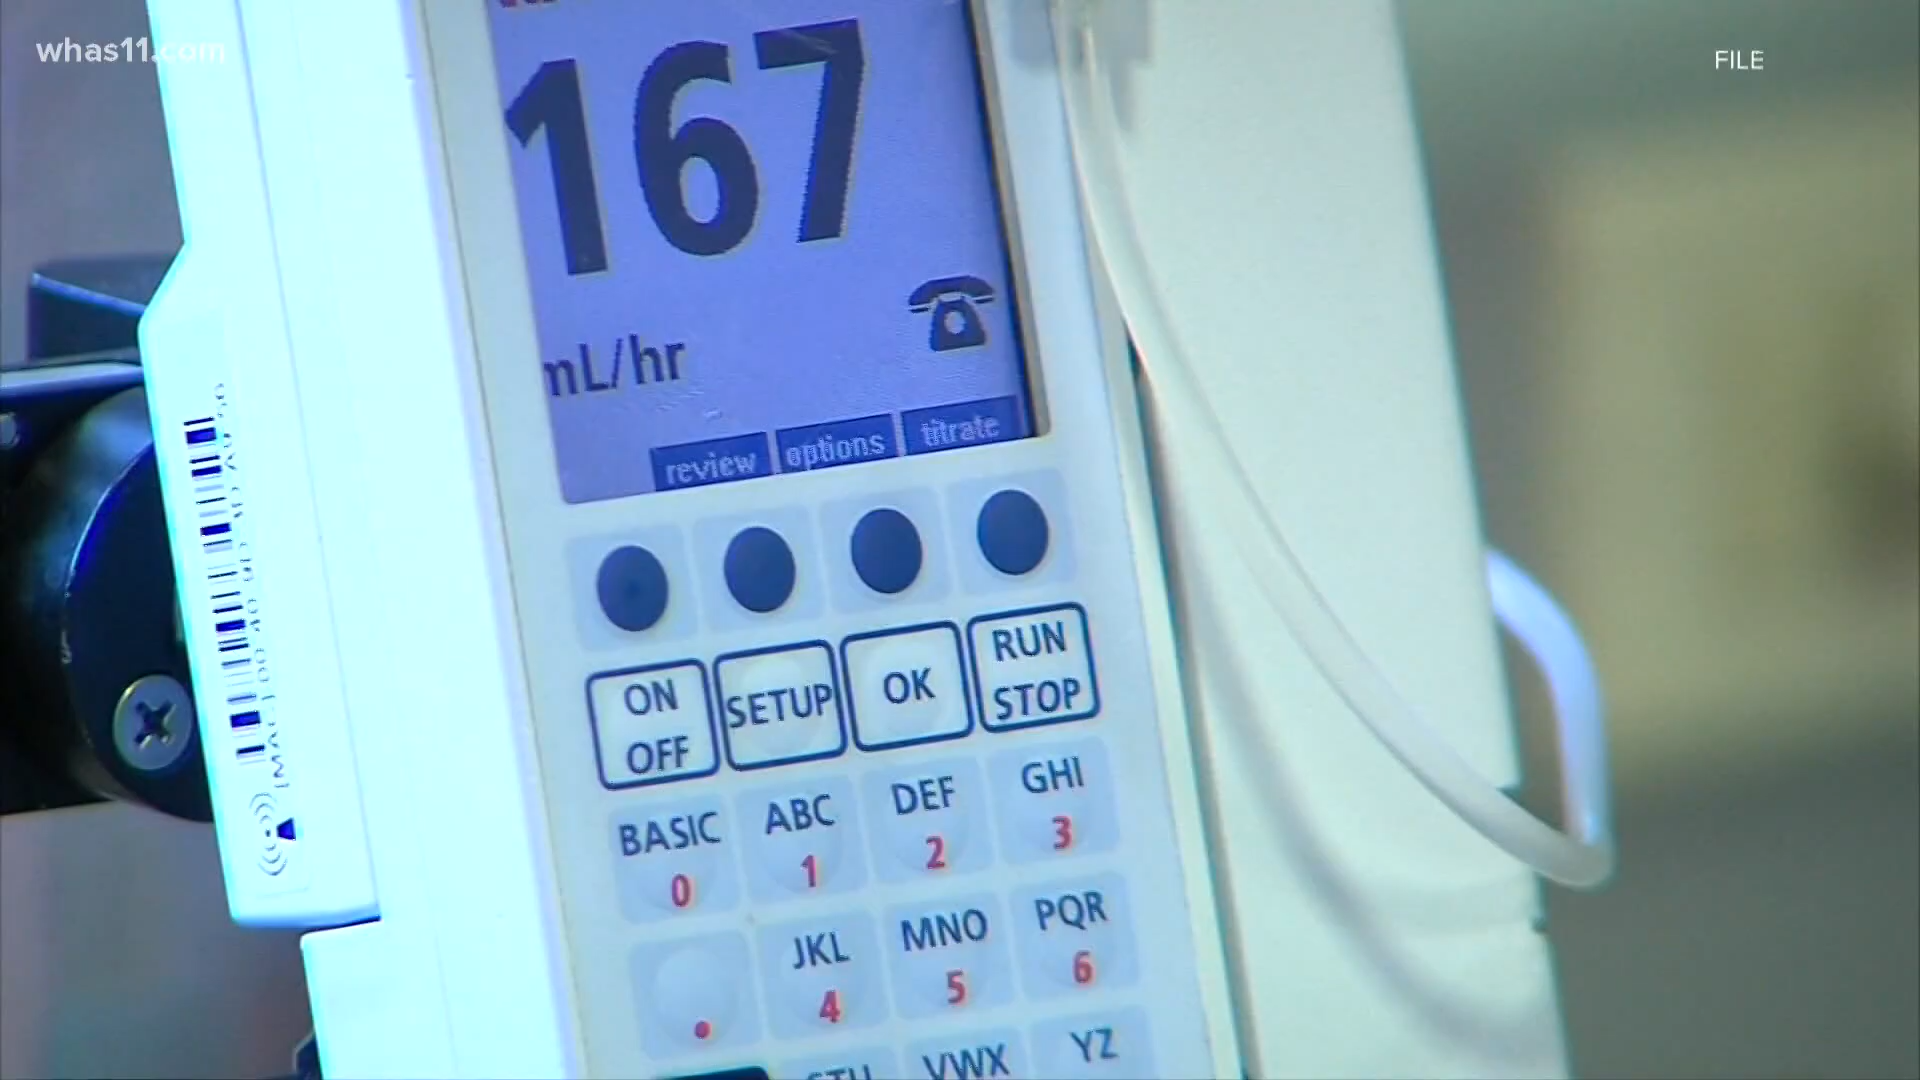 whas11.com
FILE
167
mL/hr
review options titrate
ON
OFF
SETUP
OK
RUN
STOP
BASIC ABC DEF GHI
0 1 2 3
JKL MNO PQR
. 4 5 6
VWX YZ